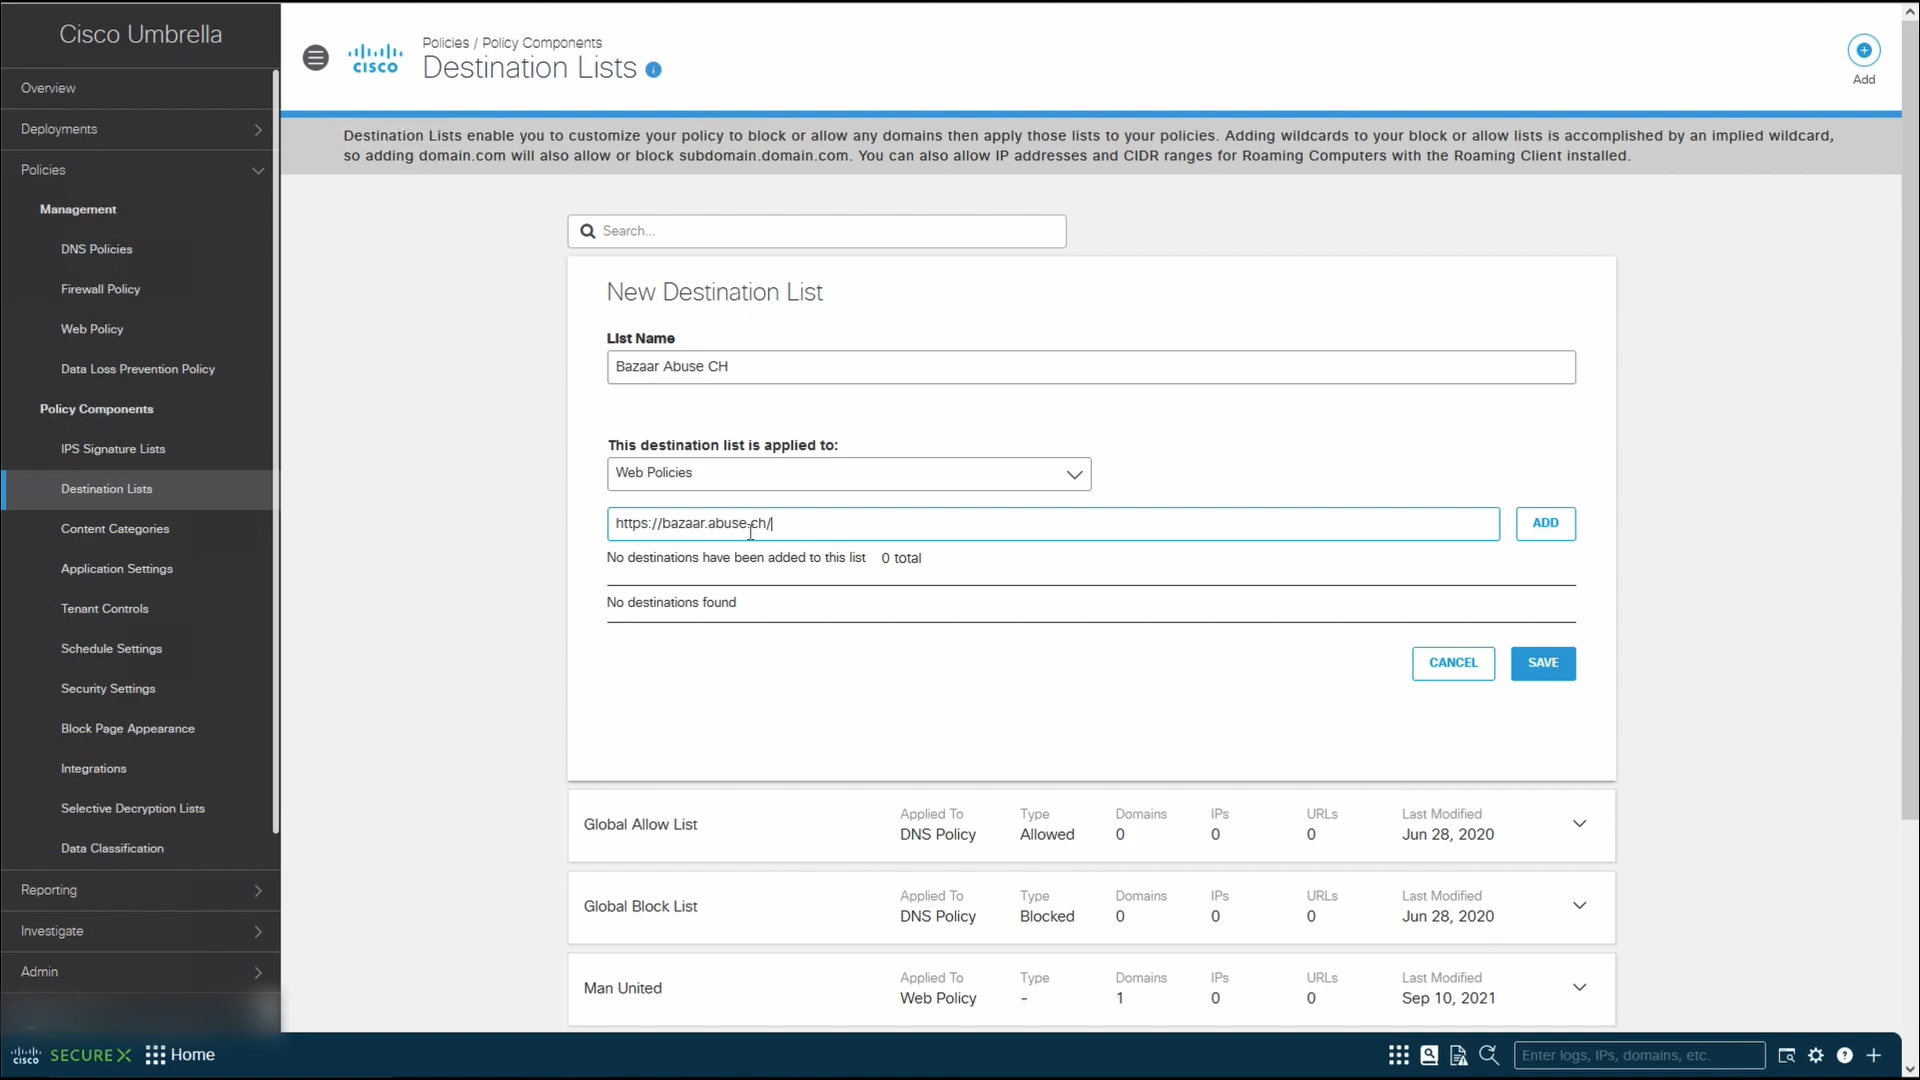 Cisco Umbrella
Overview
Deployments
Policies
Management
DNS Policies
Firewall Policy
Web Policy
Data Loss Prevention Policy
Policy Components
IPS Signature Lists
Destination Lists
Content Categories
Application Settings
Tenant Controls
Schedule Settings
Security Settings
Block Page Appearance
Integrations
Selective Decryption Lists
Data Classification
Reporting
Investigate
Admin
CISCO
Policies / Policy Components
Destination Lists
Add
Destination Lists enable you to customize your policy to block or allow any domains then apply those lists to your policies. Adding wildcards to your block or allow lists is accomplished by an implied wildcard,
so adding domain.com will also allow or block subdomain.domain.com. You can also allow IP addresses and CIDR ranges for Roaming Computers with the Roaming Client installed.
Search...
New Destination List
List Name
Bazaar Abuse CH
This destination list is applied to:
Web Policies
https://bazaar.abuse.ch/
ADD
No destinations have been added to this list 0 total
No destinations found
CANCEL
SAVE
Global Allow List
Applied To Type Domains IPs URLs Last Modified
DNS Policy Allowed 0 0 0 Jun 28, 2020
Global Block List
Applied To Type Domains IPs URLs Last Modified
DNS Policy Blocked 0 0 0 Jun 28, 2020
Man United
Applied To Type Domains IPs URLs Last Modified
Web Policy - 1 0 0 Sep 10, 2021
CISCO SECUREX Home
Enter logs, IPs, domains, etc.